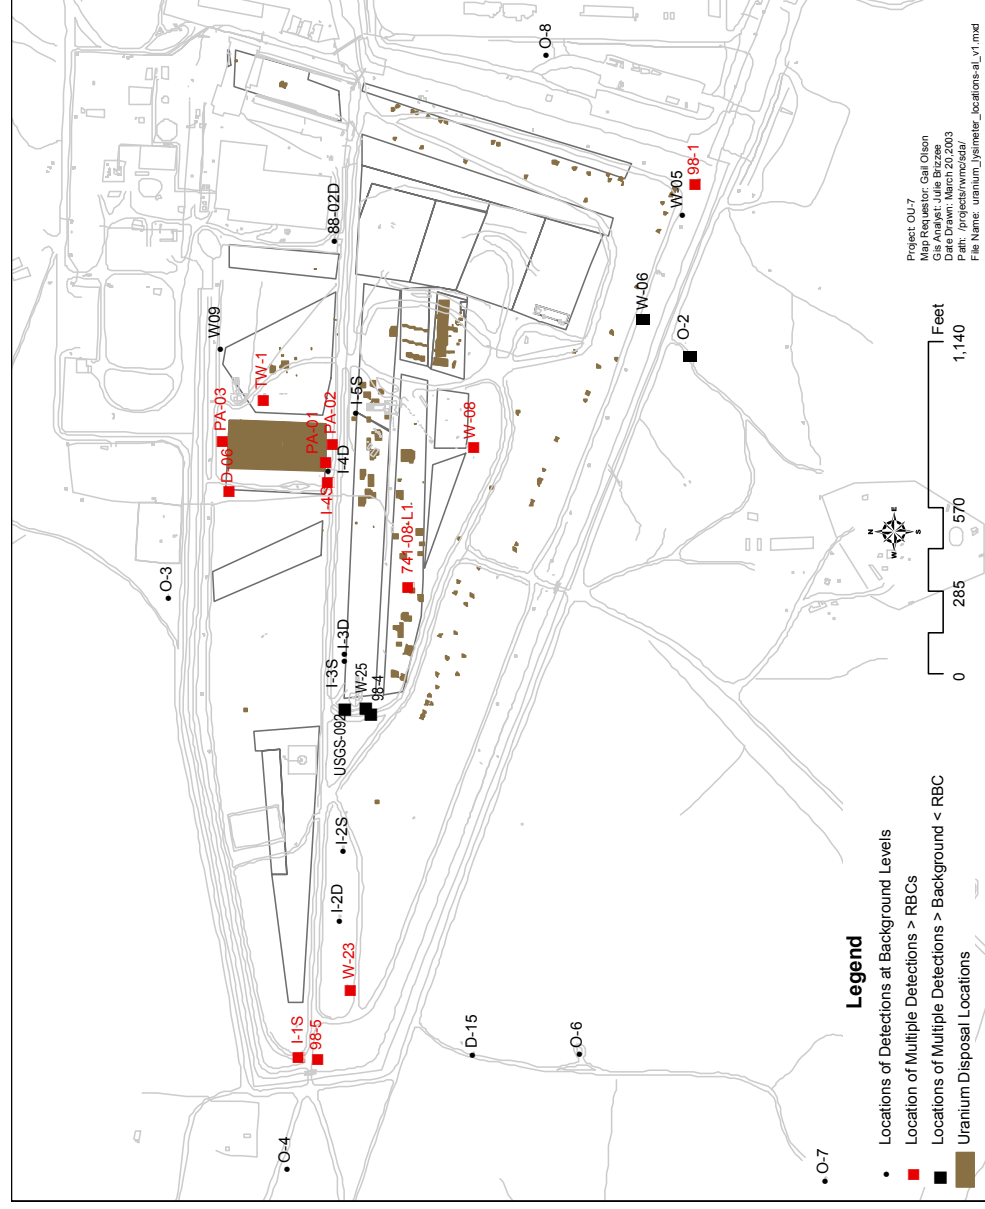 O-8
88-02D
W09
TW-1
PA-03
D-06
PA-01
PA-02
I-4D
I-4S
I-5S
W-08
W-05
98-1
W-06
O-2
O-3
741-08-L1
I-3D
I-3S
W-25
98-4
USGS-092
I-2S
I-2D
W-23
I-1S
98-5
O-4
D-15
O-6
O-7
N
E
S
W
0
285
570
1,140
Feet
Legend
Locations of Detections at Background Levels
Location of Multiple Detections > RBCs
Locations of Multiple Detections > Background < RBC
Uranium Disposal Locations
Project: OU-7
Map Requestor: Gail Olson
Gis Analyst: Julie Brizzee
Date Drawn: March 20,2003
Path: /projects/rwmc/sda/
File Name: uranium_lysimeter_locations-al_v1.mxd